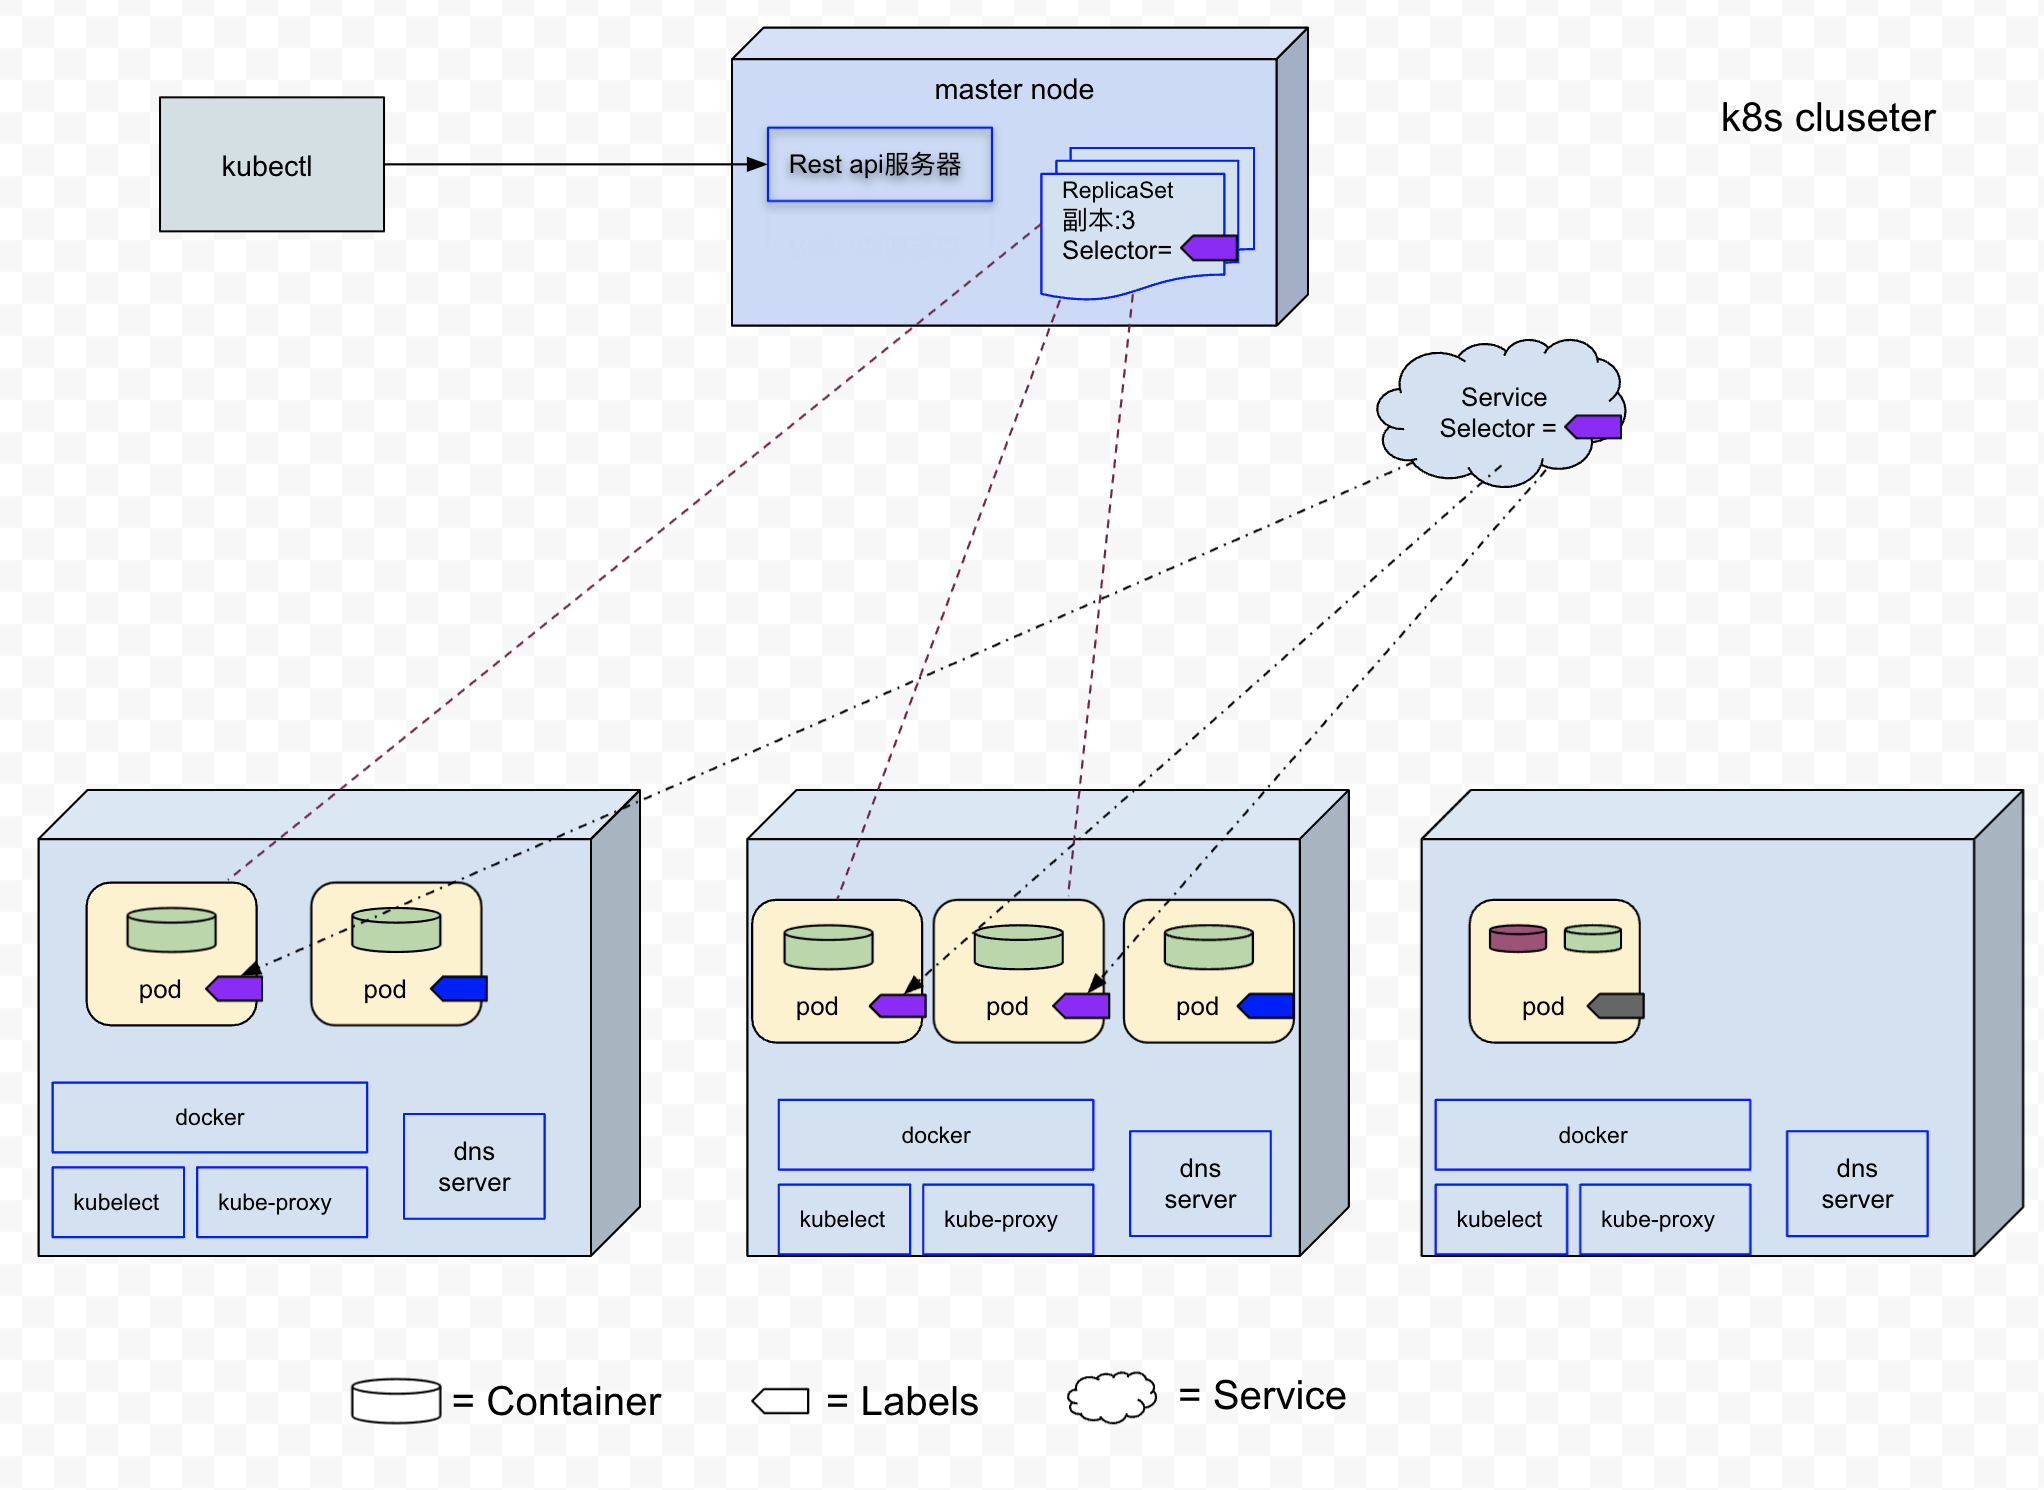 master node
k8s cluseter
kubectl
Rest api服务器
ReplicaSet
副本:3
Selector=
Service
Selector =
pod
pod
pod
pod
pod
pod
docker
dns
server
kubelect
kube-proxy
docker
dns
server
kubelect
kube-proxy
docker
dns
server
kubelect
kube-proxy
= Container
= Labels
= Service